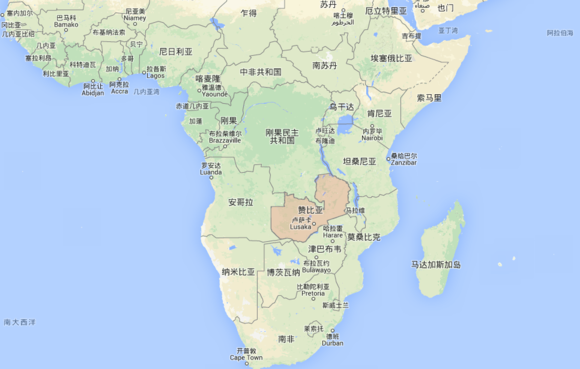 苏丹
厄立特里亚
也门
乍得
喀土穆
الخرطوم
尼亚美
Niamey
塞内加尔
巴马科
Bamako
冈比亚
布基纳法索
几内亚比绍
吉布提
亚丁湾
阿拉伯海
几内亚
贝宁
尼日利亚
埃塞俄比亚
塞拉利昂
科特迪瓦
加纳
多哥
南苏丹
中非共和国
利比里亚
拉各斯
Lagos
喀麦隆
阿比让
Abidjan
阿克拉
Accra
几内亚湾
雅温得
Yaoundé
索马里
赤道几内亚
乌干达
肯尼亚
加蓬
刚果
刚果民主
共和国
卢旺达
内罗毕
Nairobi
布拉柴维尔
Brazzaville
布隆迪
坦桑尼亚
桑给巴尔
Zanzibar
罗安达
Luanda
安哥拉
赞比亚
马拉维
卢萨卡
Lusaka
哈拉雷
Harare
莫桑比克
津巴布韦
马达加斯加岛
布拉瓦约
Bulawayo
纳米比亚
博茨瓦纳
比勒陀利亚
Pretoria
斯威士兰
南大西洋
莱索托
南非
德班
Durban
开普敦
Cape Town